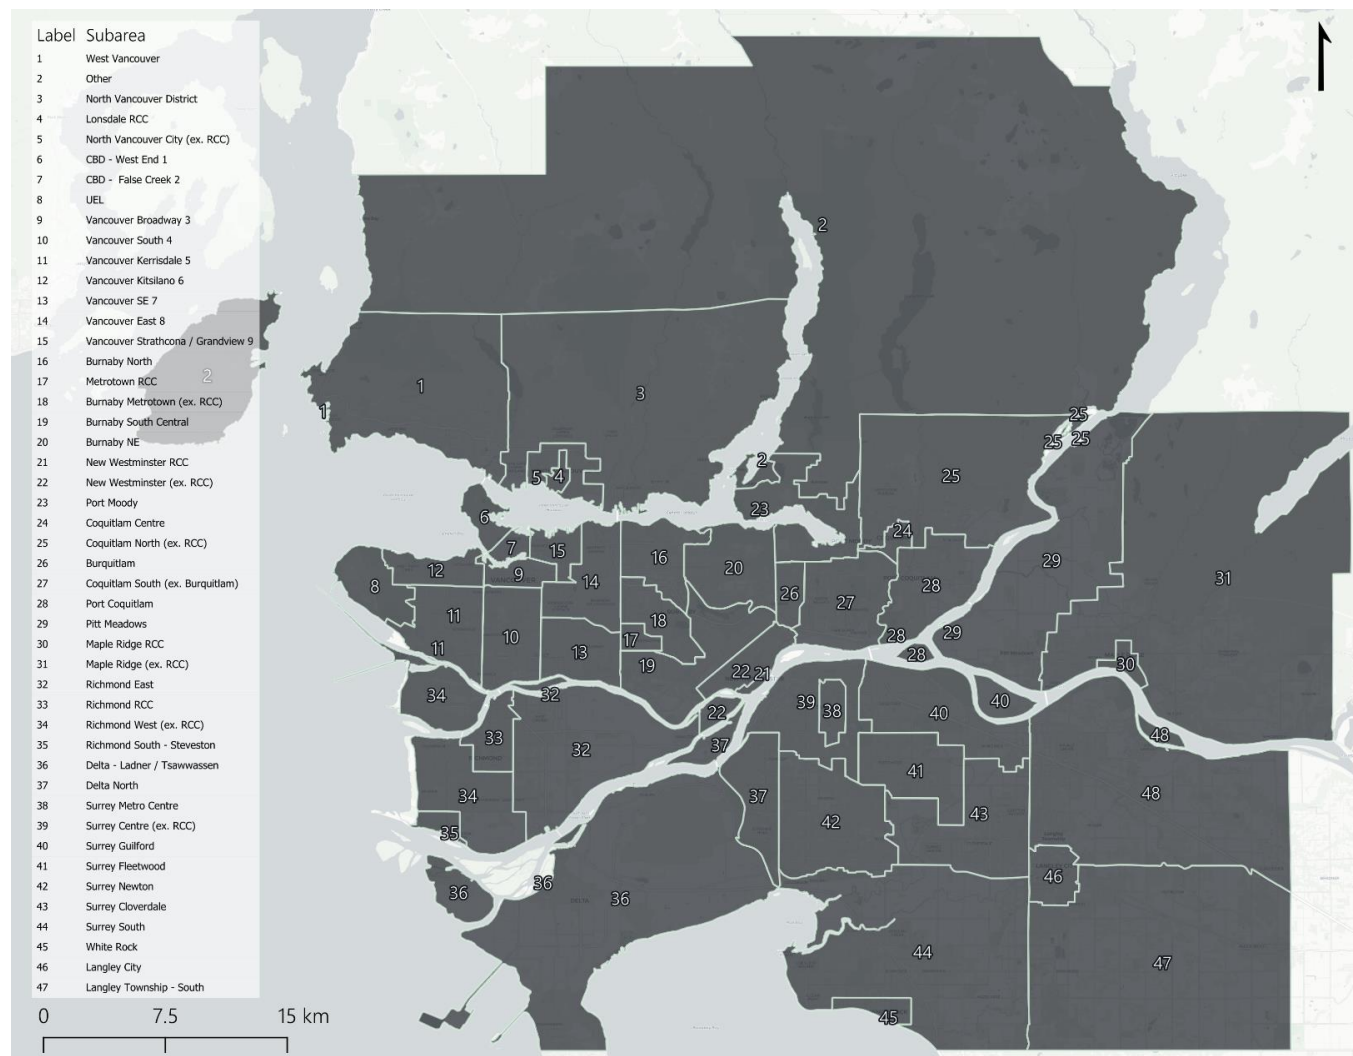 Label Subarea
1 West Vancouver
2 Other
3 North Vancouver District
4 Lonsdale RCC
5 North Vancouver City (ex. RCC)
6 CBD - West End 1
7 CBD - False Creek 2
8 UEL
9 Vancouver Broadway 3
10 Vancouver South 4
11 Vancouver Kerrisdale 5
12 Vancouver Kitsilano 6
13 Vancouver SE 7
14 Vancouver East 8
15 Vancouver Strathcona / Grandview 9
16 Burnaby North
17 Metrotown RCC
18 Burnaby Metrotown (ex. RCC)
19 Burnaby South Central
20 Burnaby NE
21 New Westminster RCC
22 New Westminster (ex. RCC)
23 Port Moody
24 Coquitlam Centre
25 Coquitlam North (ex. RCC)
26 Burquitlam
27 Coquitlam South (ex. Burquitlam)
28 Port Coquitlam
29 Pitt Meadows
30 Maple Ridge RCC
31 Maple Ridge (ex. RCC)
32 Richmond East
33 Richmond RCC
34 Richmond West (ex. RCC)
35 Richmond South - Steveston
36 Delta - Ladner / Tsawwassen
37 Delta North
38 Surrey Metro Centre
39 Surrey Centre (ex. RCC)
40 Surrey Guilford
41 Surrey Fleetwood
42 Surrey Newton
43 Surrey Cloverdale
44 Surrey South
45 White Rock
46 Langley City
47 Langley Township - South
0 7.5 15 km
2
2
1
1
3
25
25
25
2
5
4
25
6
23
24
7
15
12
9
16
20
8
14
26
27
28
29
31
11
10
18
17
13
11
19
28
29
28
30
22
21
34
32
39
38
40
40
22
33
32
37
48
41
34
37
42
43
48
35
36
36
36
46
44
47
45